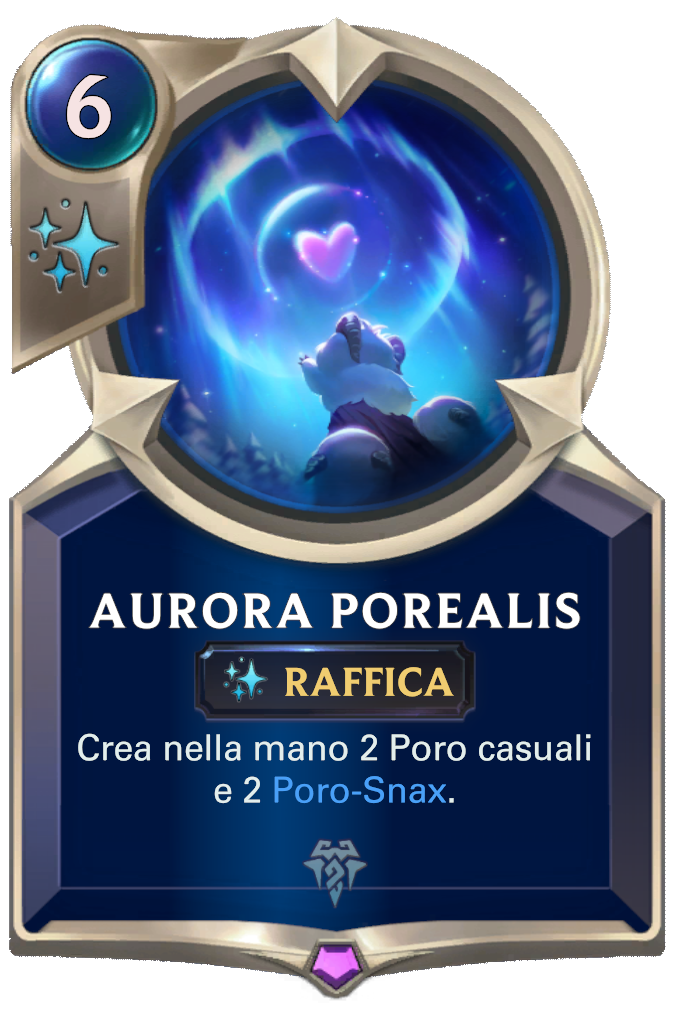 6
AURORA POREALIS
RAFFICA
Crea nella mano 2 Poro casuali
e 2 Poro-Snax.